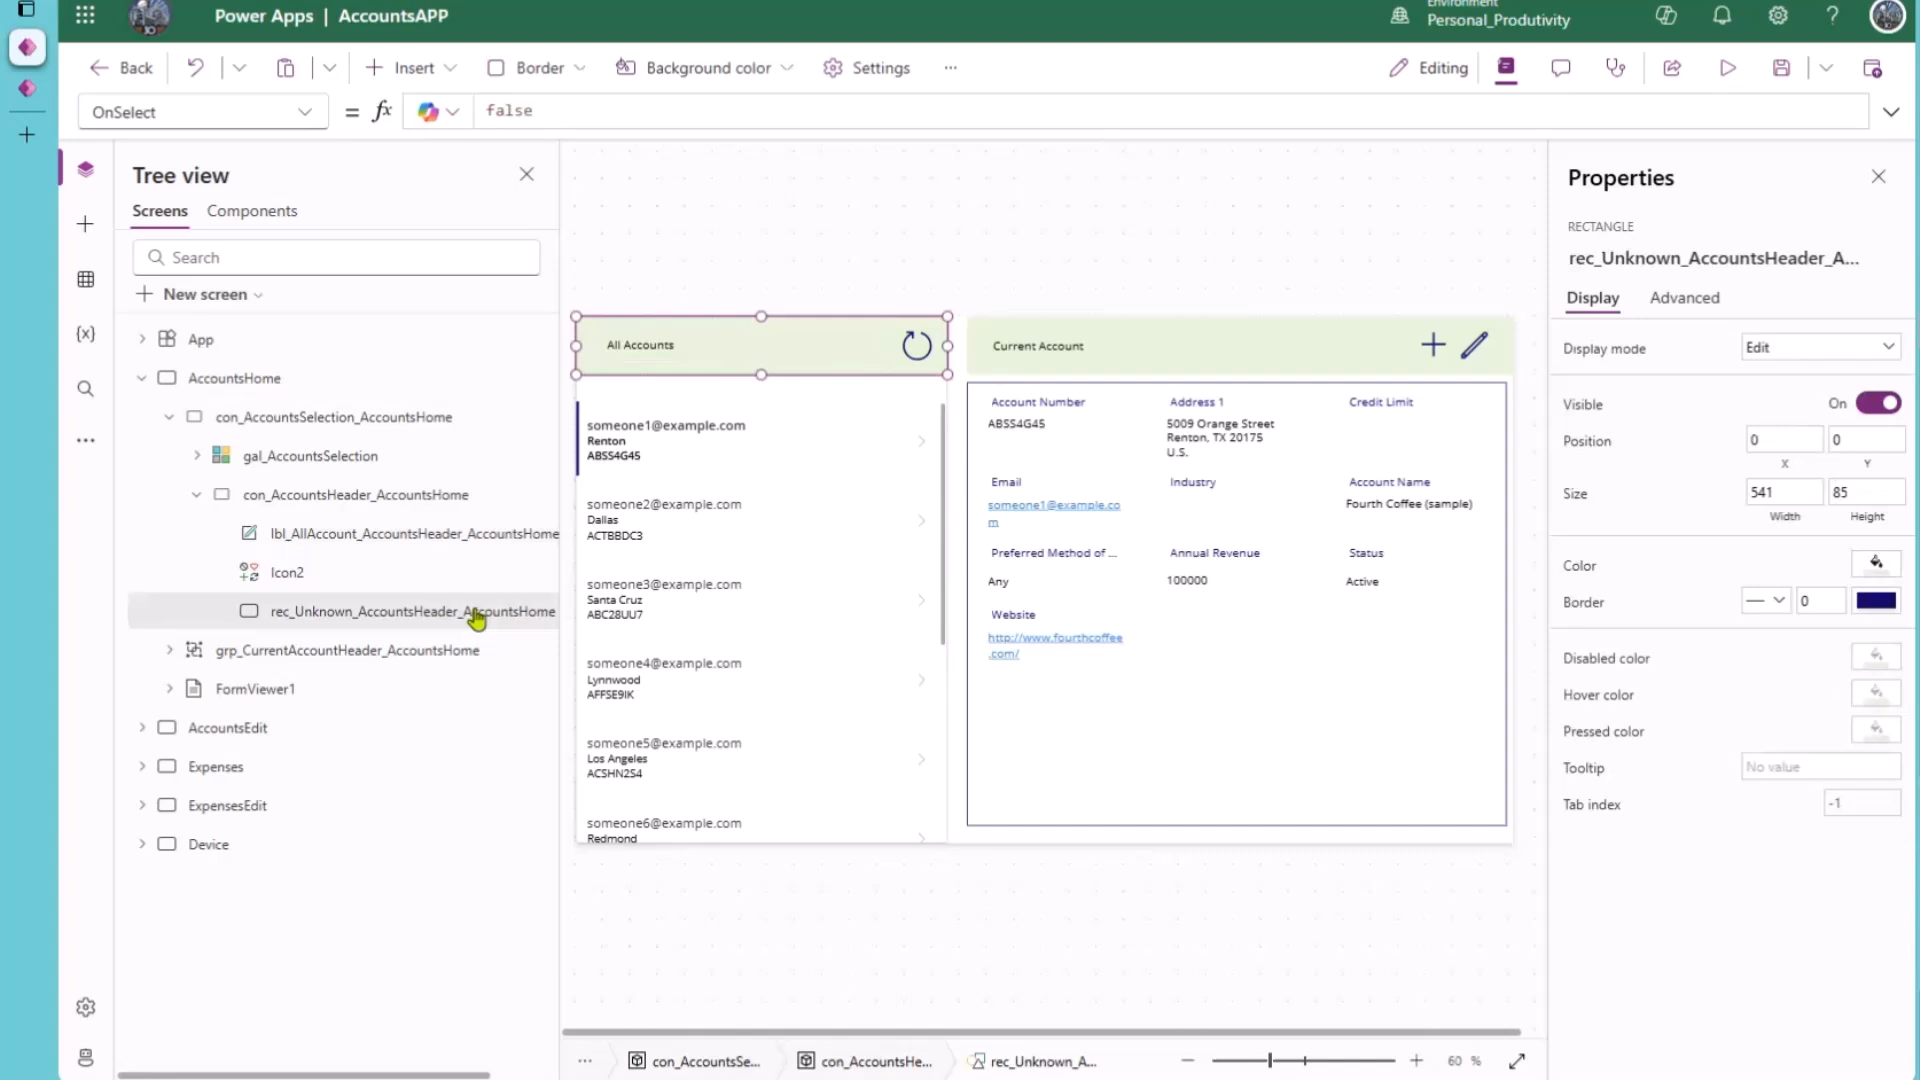 Power Apps | AccountsAPP
Environment
Personal_Produtivity
?
Back
Insert
Border
Background color
Settings
...
Editing
OnSelect
= fx
false
Tree view
Screens
Components
Search
New screen
App
AccountsHome
con_AccountsSelection_AccountsHome
gal_AccountsSelection
con_AccountsHeader_AccountsHome
lbl_AllAccount_AccountsHeader_AccountsHome
Icon2
rec_Unknown_AccountsHeader_AccountsHome
grp_CurrentAccountHeader_AccountsHome
FormViewer1
AccountsEdit
Expenses
ExpensesEdit
Device
All Accounts
someone1@example.com
Renton
ABSS4G45
someone2@example.com
Dallas
ACTBBDC3
someone3@example.com
Santa Cruz
ABC28UU7
someone4@example.com
Lynnwood
AFFSE9IK
someone5@example.com
Los Angeles
ACSHN2S4
someone6@example.com
Redmond
Current Account
Account Number
Address 1
Credit Limit
ABSS4G45
5009 Orange Street
Renton, TX 20175
U.S.
Email
Industry
Account Name
someone1@example.co
m
Fourth Coffee (sample)
Preferred Method of ...
Annual Revenue
Status
Any
100000
Active
Website
http://www.fourthcoffee
.com/
... con_AccountsSe... con_AccountsHe... rec_Unknown_A...
60 %
Properties
RECTANGLE
rec_Unknown_AccountsHeader_A...
Display
Advanced
Display mode
Edit
Visible
On
Position
0
0
X
Y
Size
541
85
Width
Height
Color
Border
0
Disabled color
Hover color
Pressed color
Tooltip
No value
Tab index
-1